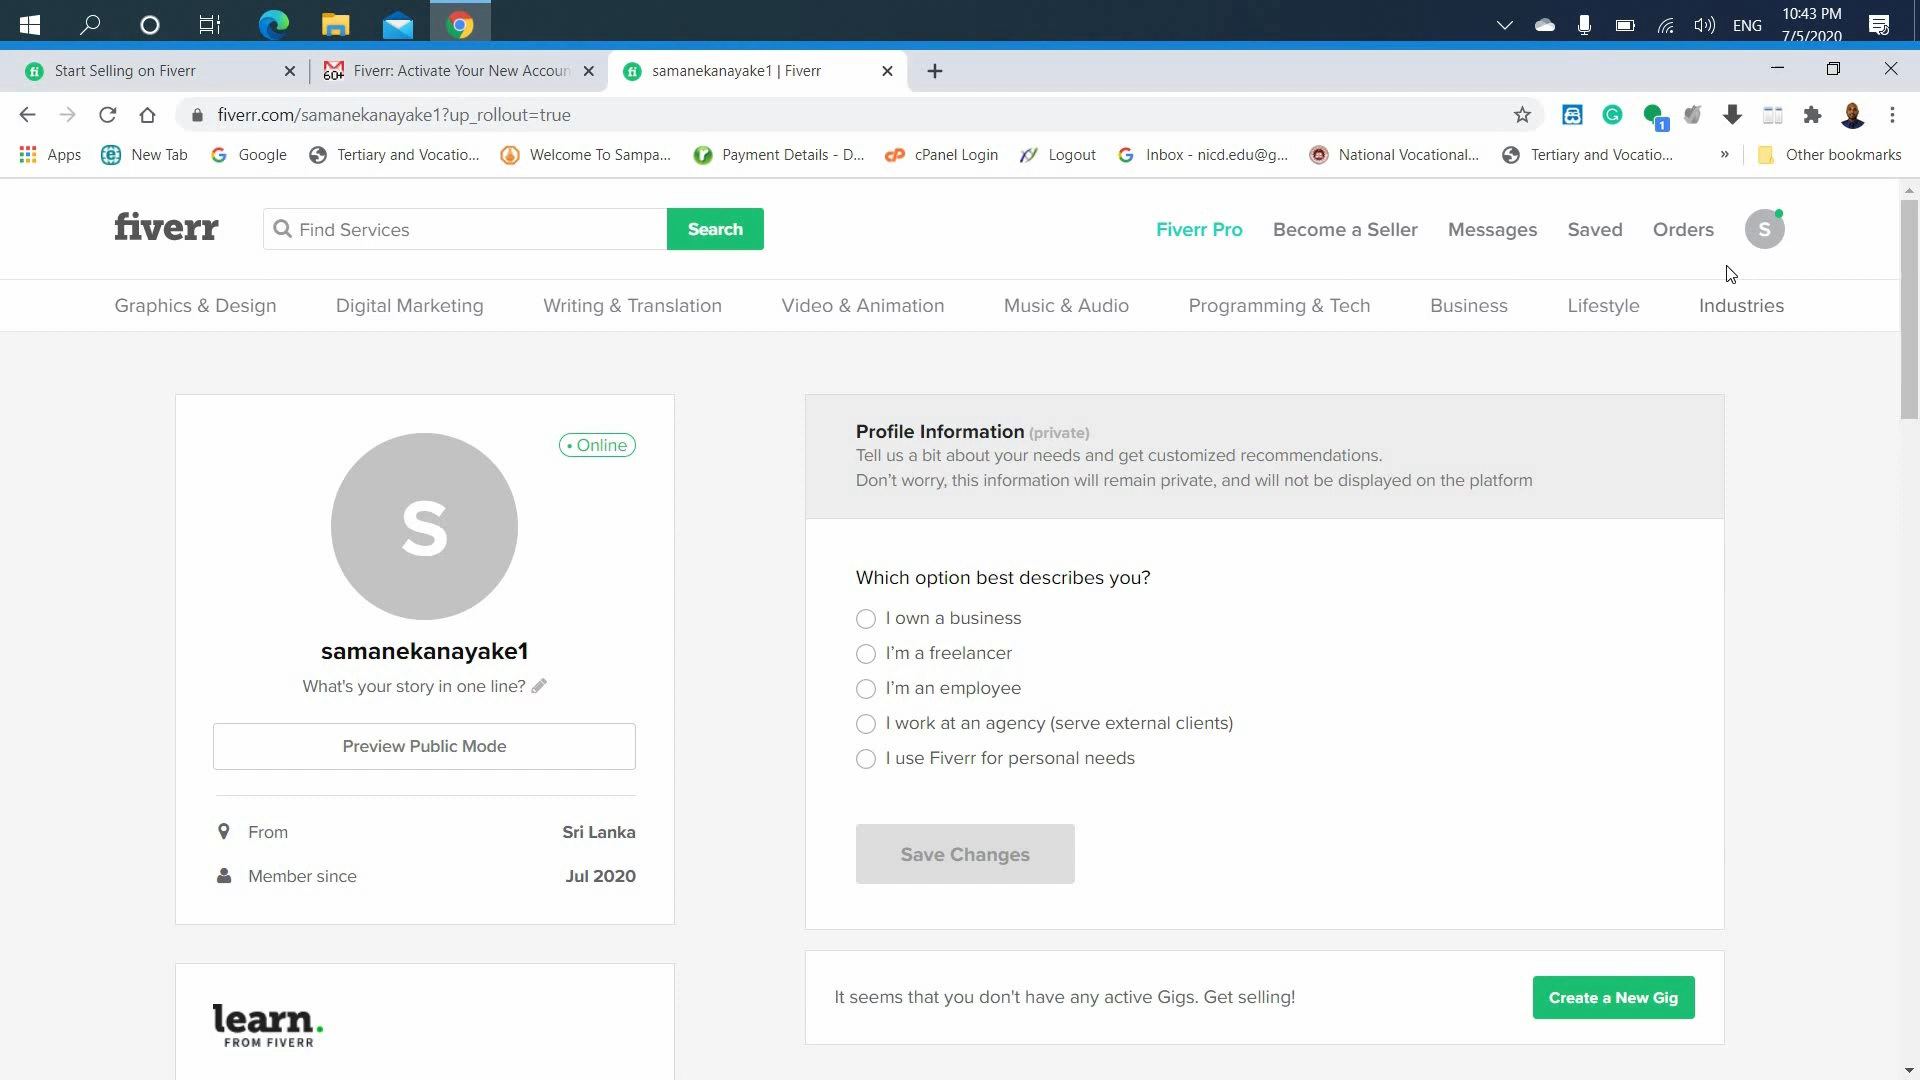 ENG
10:43 PM
7/5/2020
Start Selling on Fiverr
60+
Fiverr: Activate Your New Accoun
samanekanayake1 | Fiverr
fiverr.com/samanekanayake1?up_rollout=true
1
Apps
New Tab
Google
Tertiary and Vocatio...
Welcome To Sampa...
Payment Details - D...
cPanel Login
Logout
Inbox - nicd.edu@g...
National Vocational...
Tertiary and Vocatio...
»
Other bookmarks
fiverr
Find Services
Search
Fiverr Pro
Become a Seller
Messages
Saved
Orders
S
Graphics & Design
Digital Marketing
Writing & Translation
Video & Animation
Music & Audio
Programming & Tech
Business
Lifestyle
Industries
• Online
S
samanekanayake1
What's your story in one line?
Preview Public Mode
From
Sri Lanka
Member since
Jul 2020
learn.
FROM FIVERR
Profile Information (private)
Tell us a bit about your needs and get customized recommendations.
Don't worry, this information will remain private, and will not be displayed on the platform
Which option best describes you?
I own a business
I'm a freelancer
I'm an employee
I work at an agency (serve external clients)
I use Fiverr for personal needs
Save Changes
It seems that you don't have any active Gigs. Get selling!
Create a New Gig